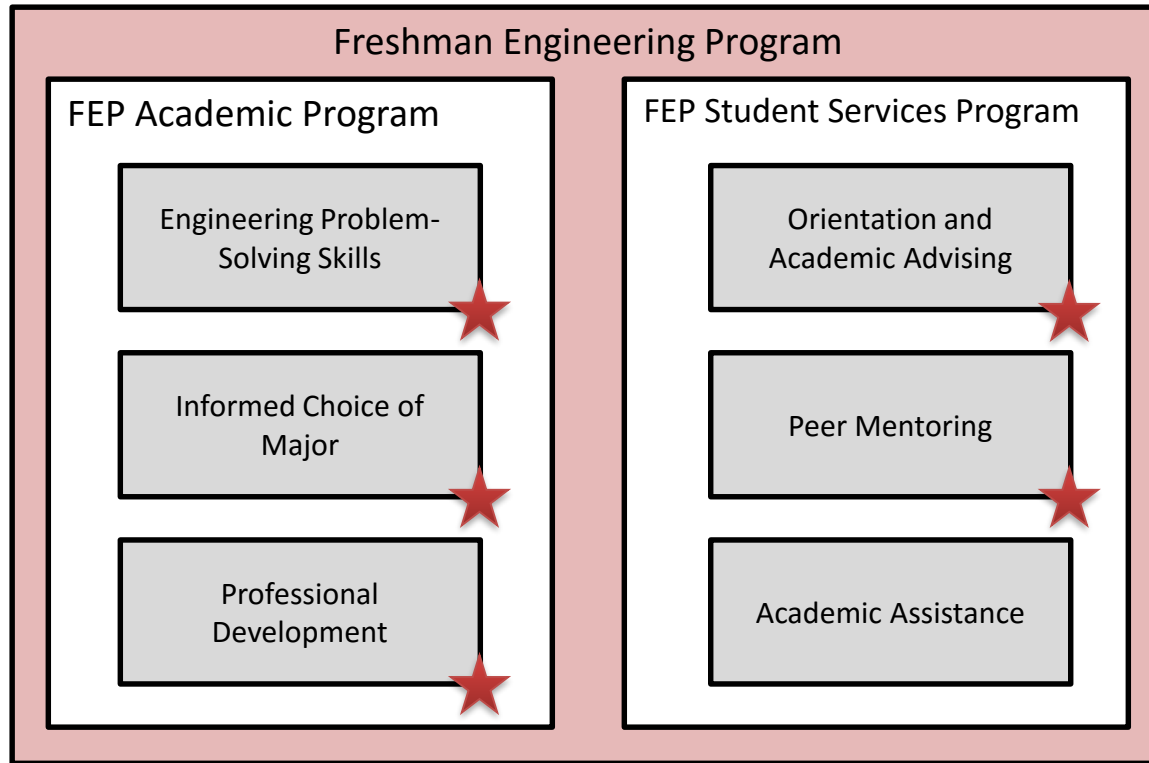 Freshman Engineering Program
FEP Academic Program
Engineering Problem-
Solving Skills
Informed Choice of
Major
Professional
Development
FEP Student Services Program
Orientation and
Academic Advising
Peer Mentoring
Academic Assistance